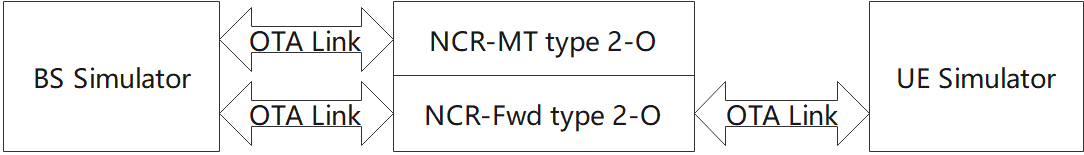 BS Simulator
OTA Link
OTA Link
NCR-MT type 2-O
NCR-Fwd type 2-O
OTA Link
UE Simulator